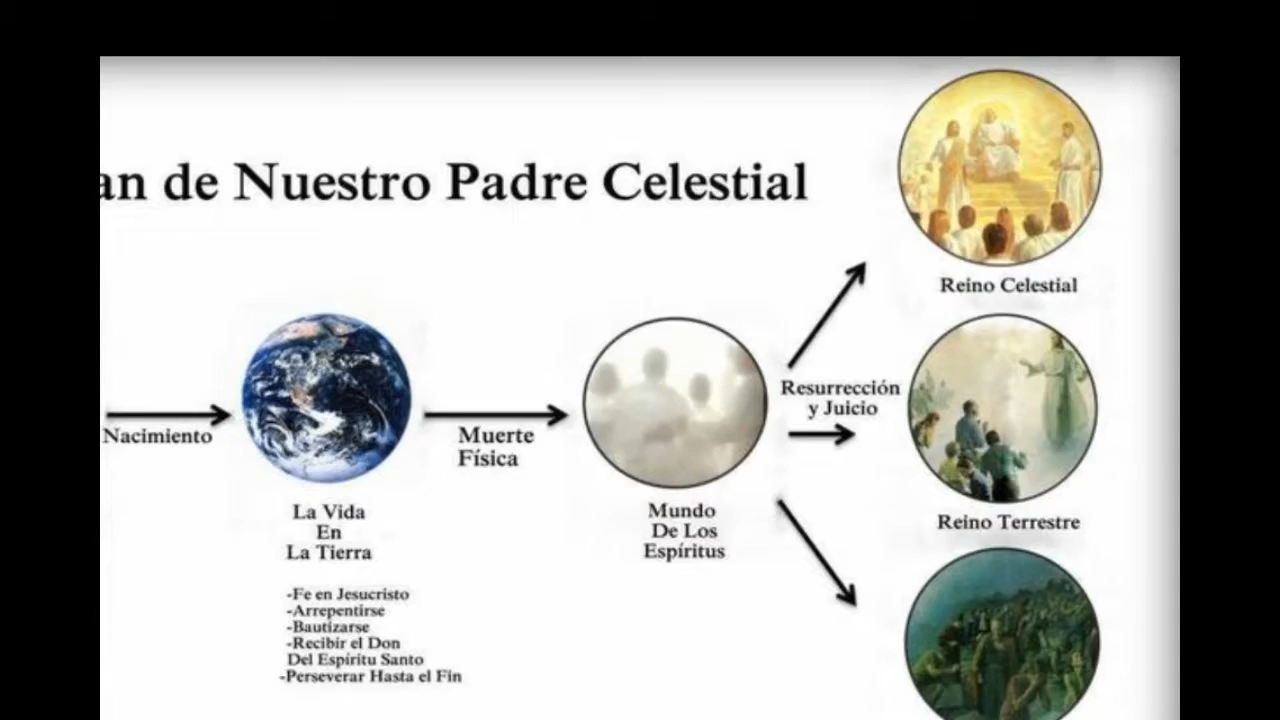 an de Nuestro Padre Celestial
Reino Celestial
Resurrección
y Juicio
Nacimiento
Muerte
Física
La Vida
En
La Tierra
Mundo
De Los
Espíritus
Reino Terrestre
-Fe en Jesucristo
-Arrepentirse
-Bautizarse
-Recibir el Don
Del Espíritu Santo
-Perseverar Hasta el Fin